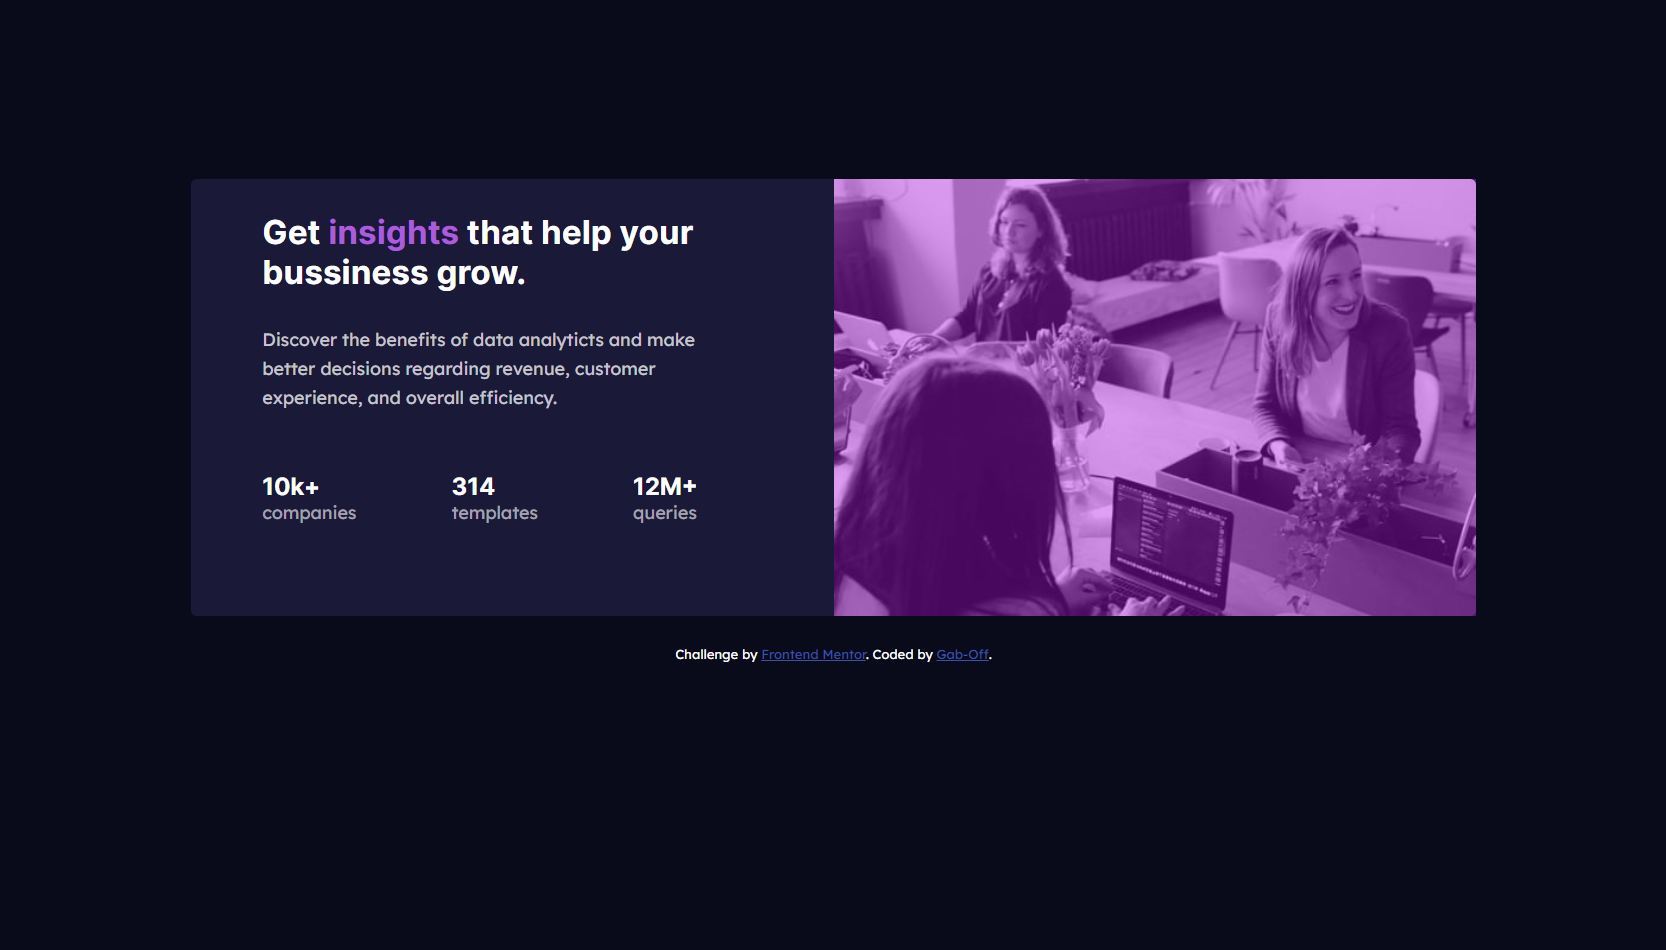 Get insights that help your
bussiness grow.
Discover the benefits of data analyticts and make
better decisions regarding revenue, customer
experience, and overall efficiency.
10k+
companies
314
templates
12M+
queries
Challenge by Frontend Mentor. Coded by Gab-Off.